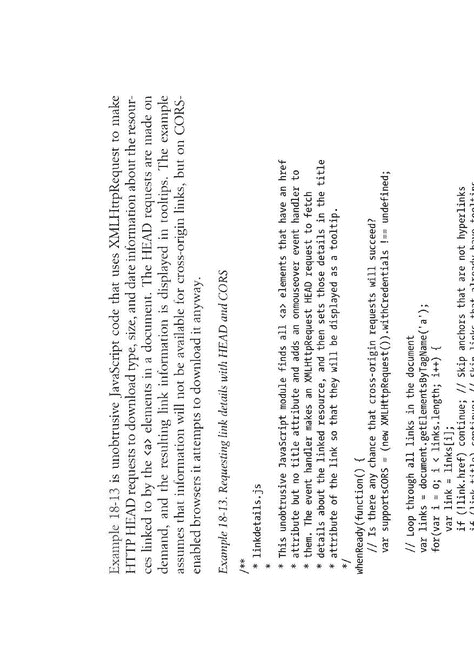 Example 18-13 is unobtrusive JavaScript code that uses XMLHttpRequest to make
HTTP HEAD requests to download type, size, and date information about the resour-
ces linked to by the <a> elements in a document. The HEAD requests are made on
demand, and the resulting link information is displayed in tooltips. The example
assumes that information will not be available for cross-origin links, but on CORS-
enabled browsers it attempts to download it anyway.
Example 18-13. Requesting link details with HEAD and CORS
/**
 * linkdetails.js
 *
 * This unobtrusive JavaScript module finds all <a> elements that have an href
 * attribute but no title attribute and adds an onmouseover event handler to
 * them. The event handler makes an XMLHttpRequest HEAD request to fetch
 * details about the linked resource, and then sets those details in the title
 * attribute of the link so that they will be displayed as a tooltip.
 */
whenReady(function() {
    // Is there any chance that cross-origin requests will succeed?
    var supportsCORS = (new XMLHttpRequest()).withCredentials !== undefined;
    // Loop through all links in the document
    var links = document.getElementsByTagName('a');
    for(var i = 0; i < links.length; i++) {
        var link = links[i];
        if (!link.href) continue; // Skip anchors that are not hyperlinks
        if (link.title) continue; // Skip links that already have tooltips